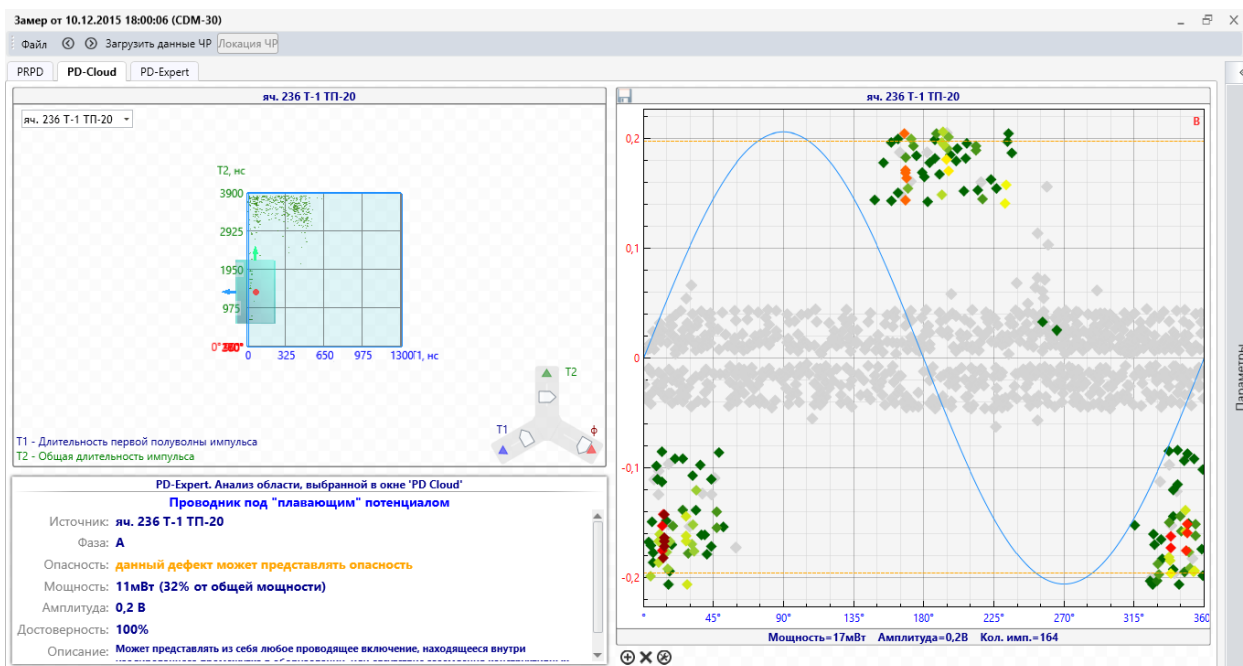 Замер от 10.12.2015 18:00:06 (CDM-30)
Файл Загрузить данные ЧР Локация ЧР
PRPD PD-Cloud PD-Expert
яч. 236 Т-1 ТП-20
яч. 236 Т-1 ТП-20
T2, нс
3900
2925
1950
975
0 325 650 975 1300 T1, нс
T2
T1
ф
T1 - Длительность первой полуволны импульса
T2 - Общая длительность импульса
PD-Expert. Анализ области, выбранной в окне 'PD Cloud'
Проводник под "плавающим" потенциалом
Источник: яч. 236 Т-1 ТП-20
Фаза: А
Опасность: данный дефект может представлять опасность
Мощность: 11мВт (32% от общей мощности)
Амплитуда: 0,2 В
Достоверность: 100%
Описание: Может представлять из себя любое проводящее включение, находящееся внутри
яч. 236 Т-1 ТП-20
В
0,2
0,1
0
-0,1
-0,2
° 45° 90° 135° 180° 225° 270° 315° 360
Мощность=17мВт Амплитуда=0,2В Кол. имп.=164
Параметры